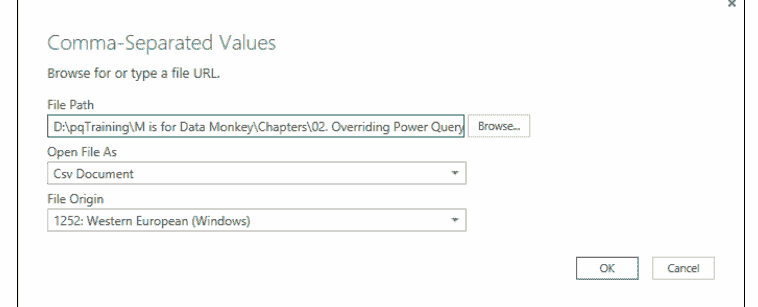 Comma-Separated Values
Browse for or type a file URL.
File Path
D:\pqTraining\M is for Data Monkey\Chapters\02. Overriding Power Query Browse...
Open File As
Csv Document
File Origin
1252: Western European (Windows)
OK Cancel